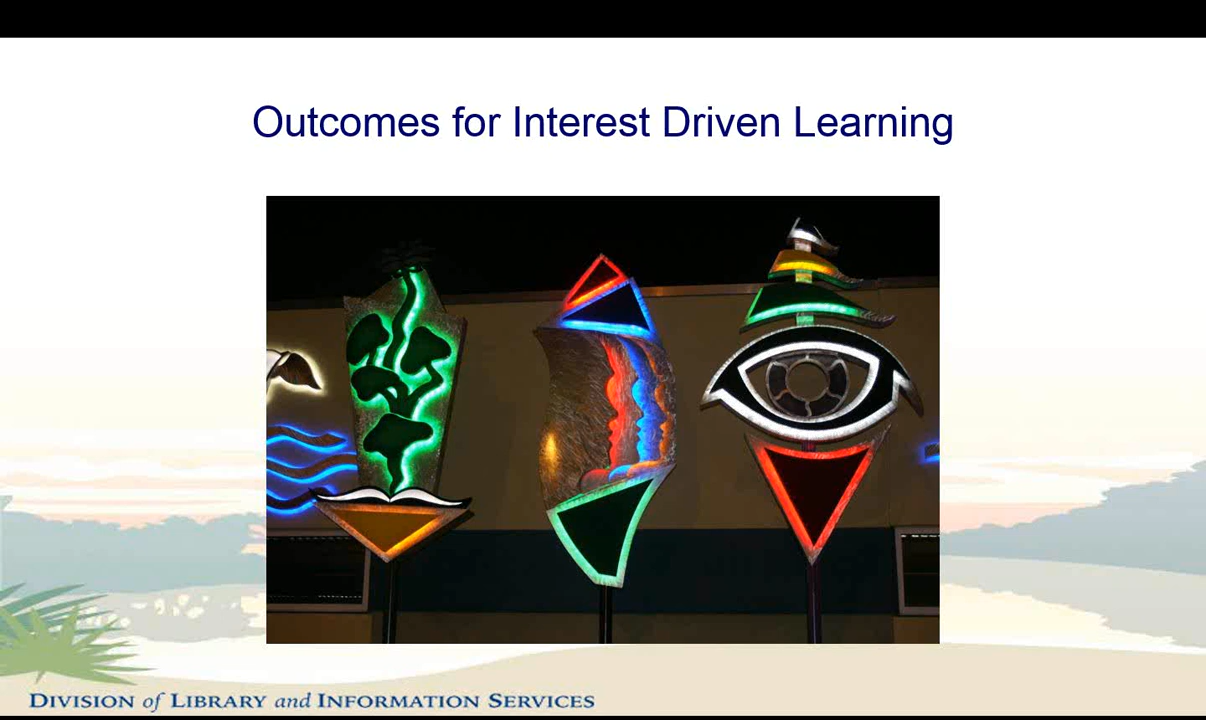 Outcomes for Interest Driven Learning
DIVISION of LIBRARY and INFORMATION SERVICES